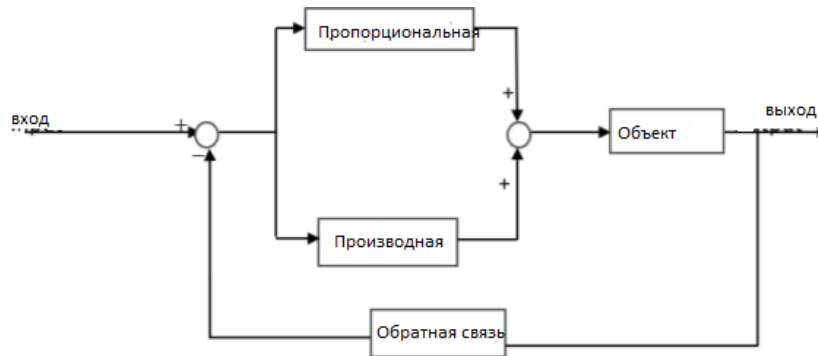 Пропорциональная
вход
+
+
выход
Объект
−
+
Производная
Обратная связь